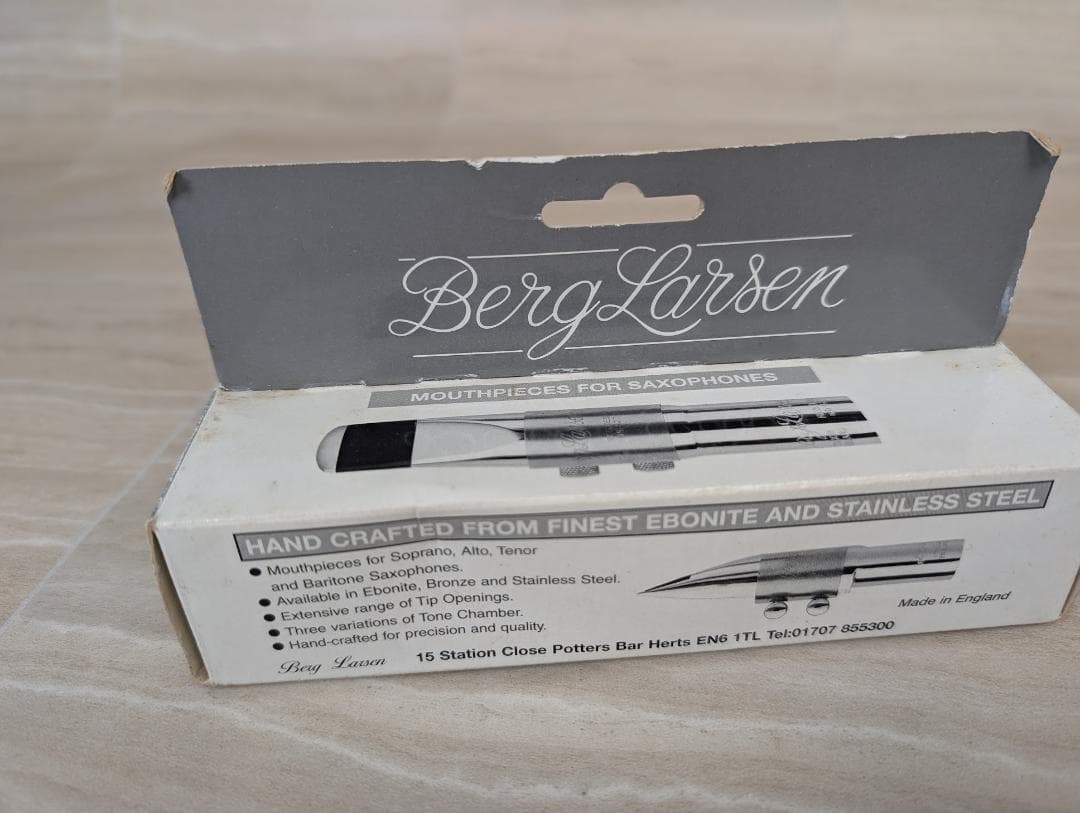 Berg Larsen
MOUTHPIECES FOR SAXOPHONES
HAND CRAFTED FROM FINEST EBONITE AND STAINLESS STEEL
● Mouthpieces for Soprano, Alto, Tenor
and Baritone Saxophones.
● Available in Ebonite, Bronze and Stainless Steel.
● Extensive range of Tip Openings.
● Three variations of Tone Chamber.
● Hand-crafted for precision and quality.
Made in England
Berg Larsen 15 Station Close Potters Bar Herts EN6 1TL Tel:01707 855300